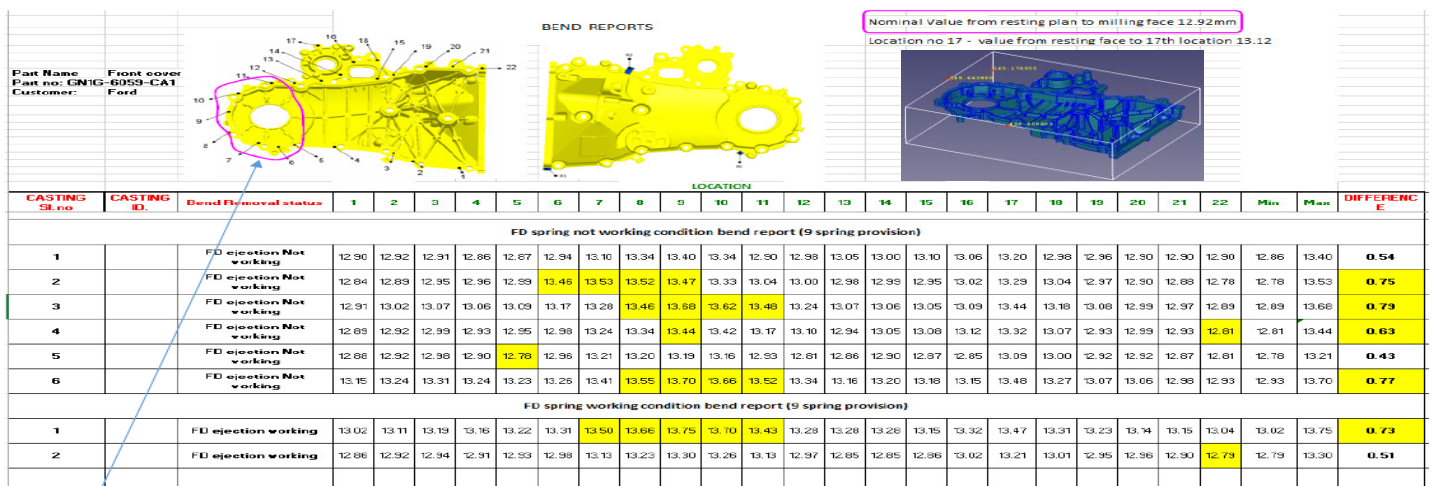 BEND REPORTS
Nominal Value from resting plan to milling face 12.92mm
Location no 17 - value from resting face to 17th location 13.12
Part Name Front cover
Part no: GN1G-6059-CA1
Customer: Ford
17 16 18 15 19 20 21
14
13
12
11
10
9
8
7
6
5
4
3
2
1
22
LOCATION
CASTING Sl.no CASTING ID. Bend Removal status 1 2 3 4 5 6 7 8 9 10 11 12 13 14 15 16 17 18 19 20 21 22 Min Max DIFFERENCE
FD spring not working condition bend report (9 spring provision)
1 FD ejection Not working 12.90 12.92 12.91 12.86 12.87 12.94 13.10 13.34 13.40 13.34 12.90 12.98 13.05 13.00 13.10 13.06 13.20 12.98 12.96 12.90 12.90 12.90 12.86 13.40 0.54
2 FD ejection Not working 12.84 12.89 12.95 12.96 12.99 13.46 13.53 13.52 13.47 13.33 13.04 13.00 12.98 12.99 12.95 13.02 13.29 13.04 12.97 12.90 12.88 12.78 12.78 13.53 0.75
3 FD ejection Not working 12.91 13.02 13.07 13.06 13.09 13.17 13.28 13.46 13.68 13.62 13.48 13.24 13.07 13.06 13.05 13.09 13.44 13.18 13.08 12.99 12.97 12.89 12.89 13.68 0.79
4 FD ejection Not working 12.89 12.92 12.99 12.93 12.95 12.98 13.24 13.34 13.44 13.42 13.17 13.10 12.94 13.05 13.08 13.12 13.32 13.07 12.93 12.99 12.93 12.81 12.81 13.44 0.63
5 FD ejection Not working 12.88 12.92 12.98 12.90 12.78 12.96 13.21 13.20 13.19 13.16 12.93 12.81 12.86 12.90 12.87 12.85 13.09 13.00 12.92 12.92 12.87 12.81 12.78 13.21 0.43
6 FD ejection Not working 13.15 13.24 13.31 13.24 13.23 13.26 13.41 13.55 13.70 13.66 13.52 13.34 13.16 13.20 13.18 13.15 13.48 13.27 13.07 13.06 12.98 12.93 12.93 13.70 0.77
FD spring working condition bend report (9 spring provision)
1 FD ejection working 13.02 13.11 13.19 13.16 13.22 13.31 13.50 13.66 13.75 13.70 13.43 13.28 13.28 13.28 13.15 13.32 13.47 13.31 13.23 13.14 13.15 13.04 13.02 13.75 0.73
2 FD ejection working 12.86 12.92 12.94 12.91 12.93 12.98 13.13 13.23 13.30 13.26 13.13 12.97 12.85 12.85 12.86 13.02 13.21 13.01 12.95 12.96 12.90 12.79 12.79 13.30 0.51